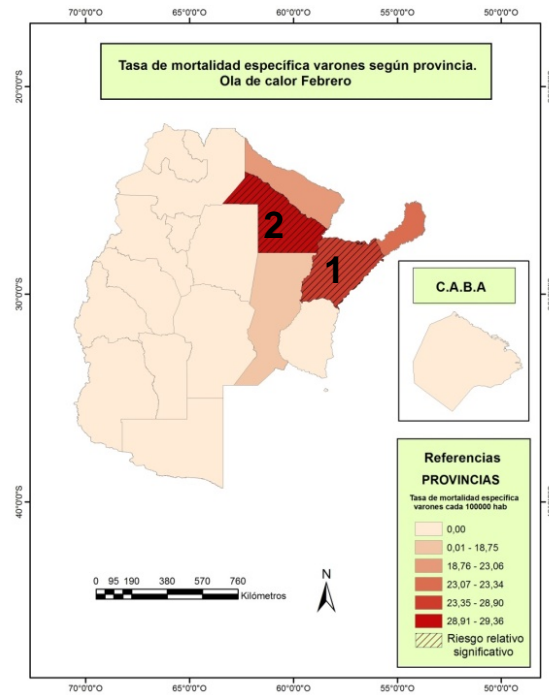 70°0'0"O
65°0'0"O
60°0'0"O
55°0'0"O
50°0'0"O
Tasa de mortalidad específica varones según provincia.
Ola de calor Febrero
20°0'0"S
30°0'0"S
40°0'0"S
2
1
C.A.B.A
Referencias
PROVINCIAS
Tasa de mortalidad específica
varones cada 100000 hab
0,00
0,01 - 18,75
18,76 - 23,06
23,07 - 23,34
23,35 - 28,90
28,91 - 29,36
Riesgo relativo
significativo
N
0 95 190 380 570 760
Kilómetros
70°0'0"O
65°0'0"O
60°0'0"O
55°0'0"O
50°0'0"O